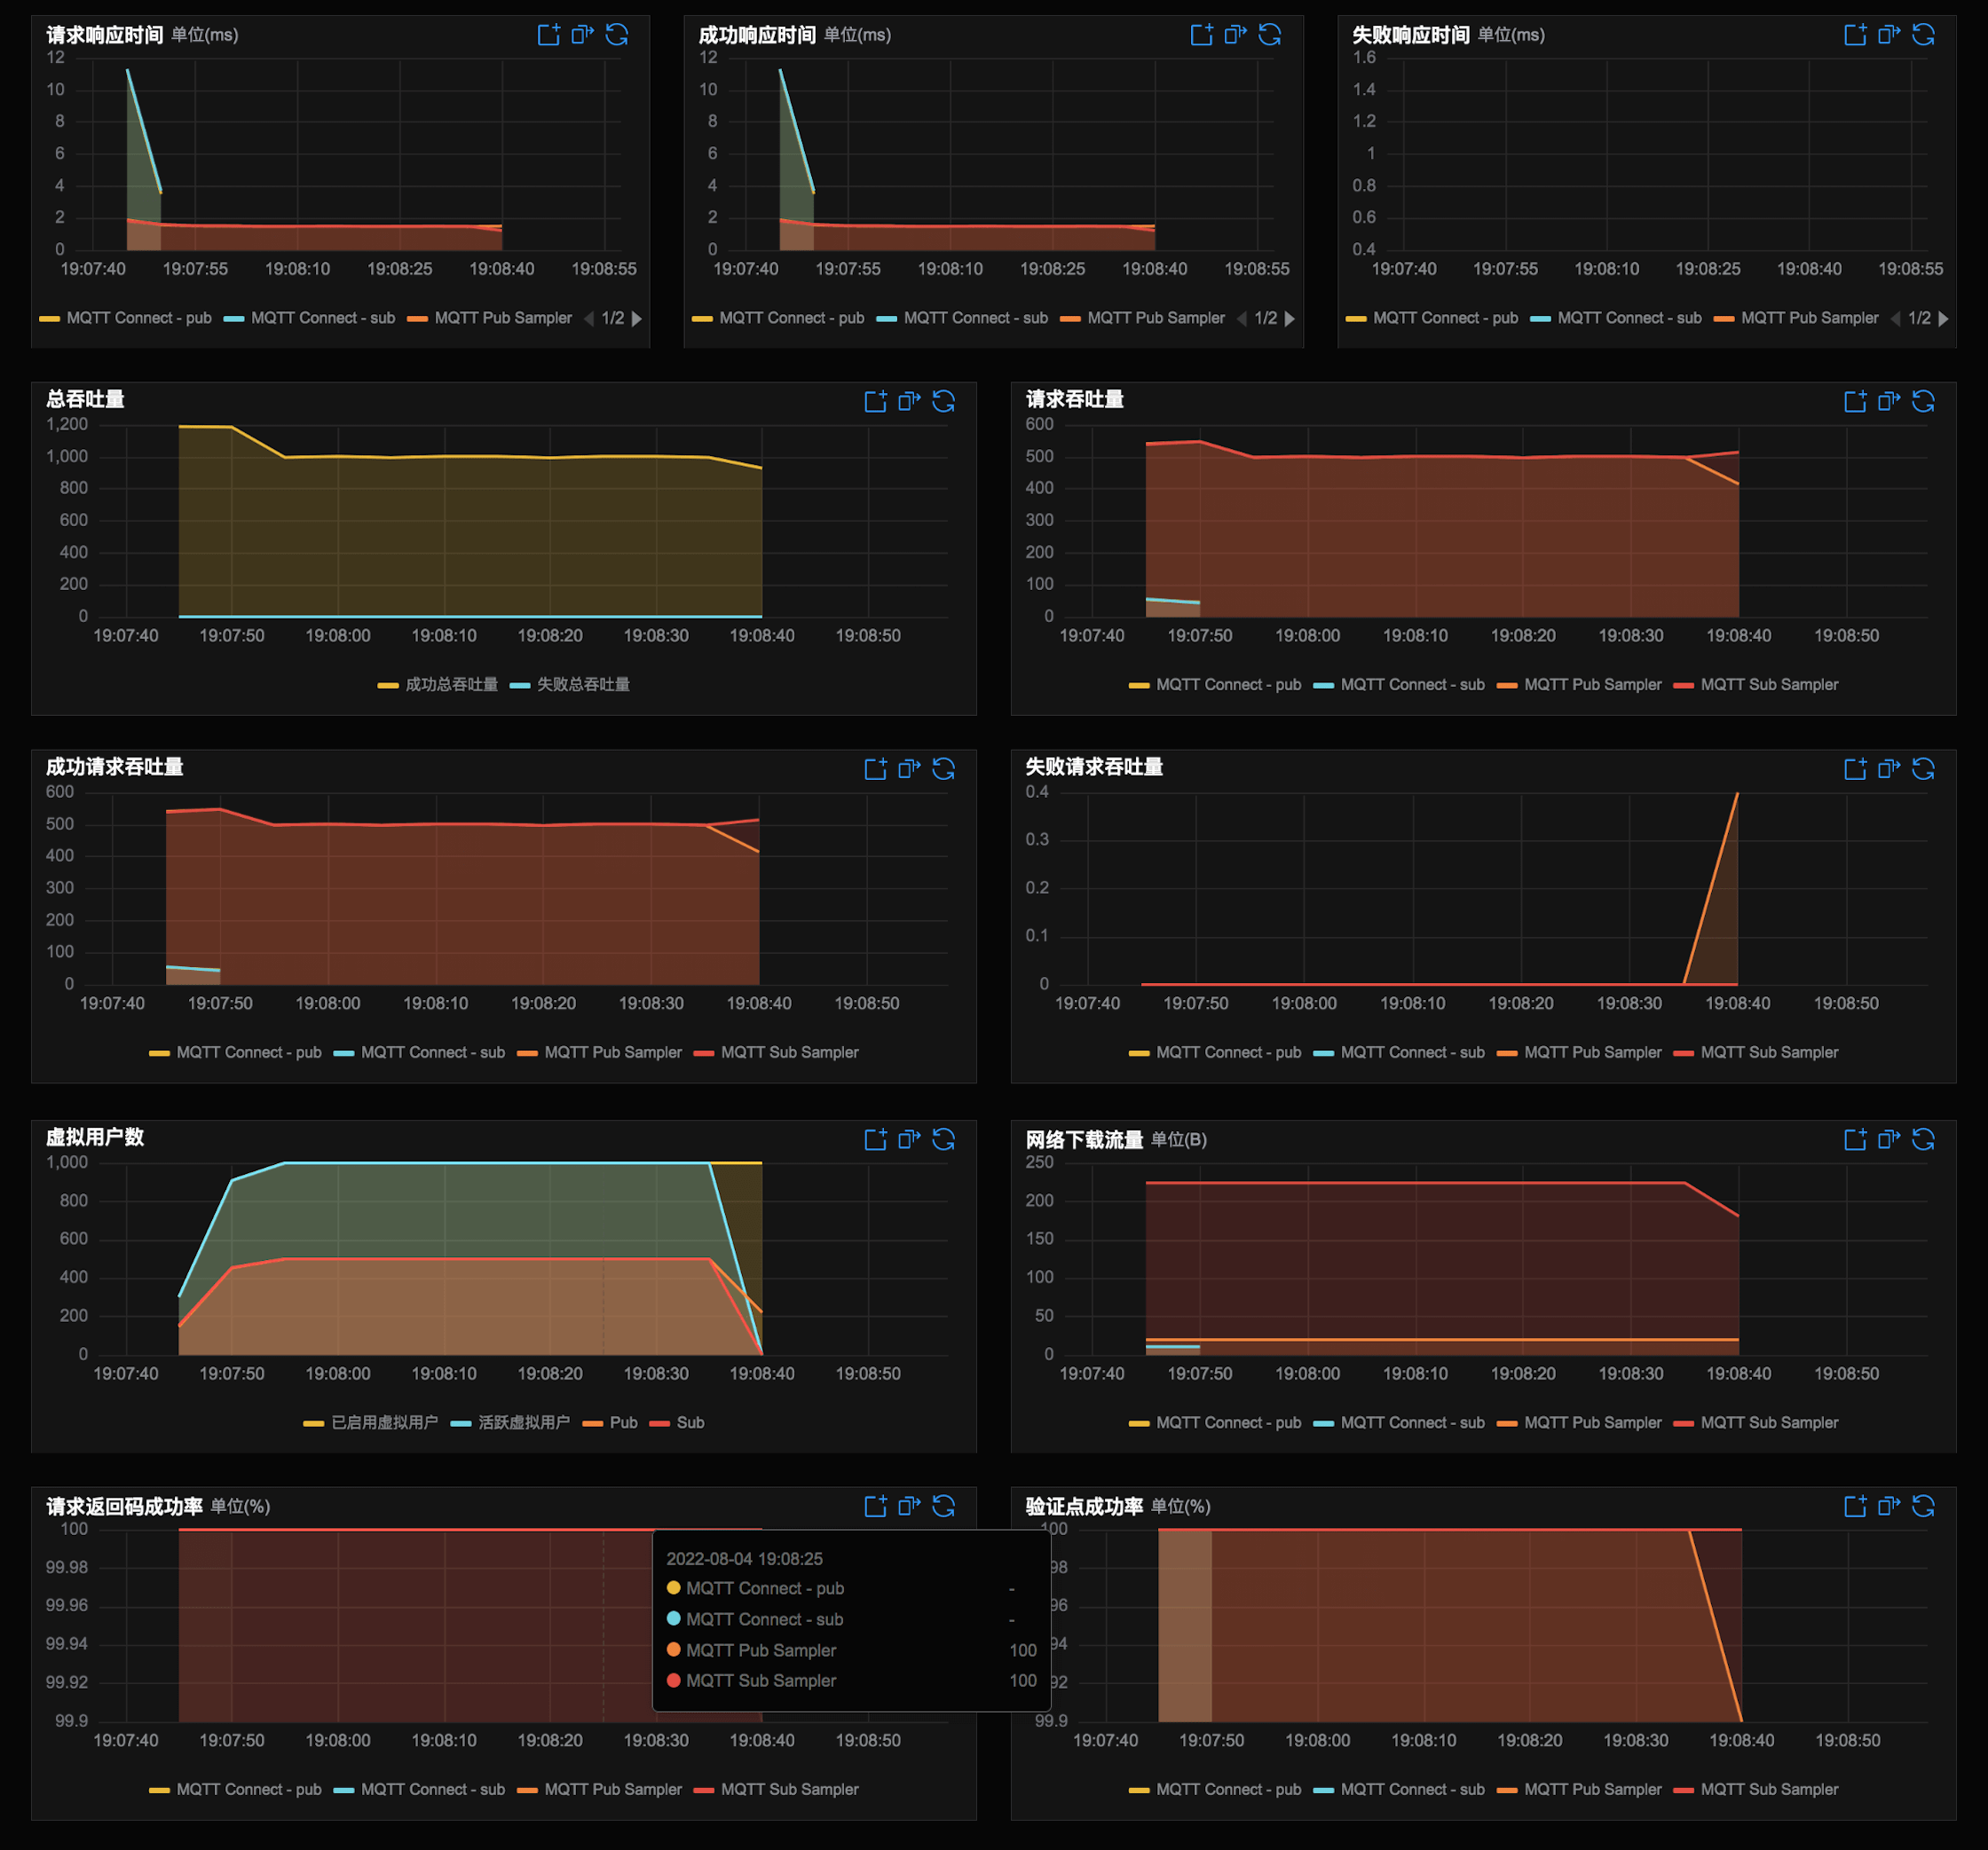 请求响应时间 单位(ms)
12
10
8
6
4
2
0
19:07:40 19:07:55 19:08:10 19:08:25 19:08:40 19:08:55
MQTT Connect - pub MQTT Connect - sub MQTT Pub Sampler 1/2
成功响应时间 单位(ms)
12
10
8
6
4
2
0
19:07:40 19:07:55 19:08:10 19:08:25 19:08:40 19:08:55
MQTT Connect - pub MQTT Connect - sub MQTT Pub Sampler 1/2
失败响应时间 单位(ms)
1.6
1.4
1.2
1
0.8
0.6
0.4
19:07:40 19:07:55 19:08:10 19:08:25 19:08:40 19:08:55
MQTT Connect - pub MQTT Connect - sub MQTT Pub Sampler 1/2
总吞吐量
1,200
1,000
800
600
400
200
0
19:07:40 19:07:50 19:08:00 19:08:10 19:08:20 19:08:30 19:08:40 19:08:50
成功总吞吐量 失败总吞吐量
请求吞吐量
600
500
400
300
200
100
0
19:07:40 19:07:50 19:08:00 19:08:10 19:08:20 19:08:30 19:08:40 19:08:50
MQTT Connect - pub MQTT Connect - sub MQTT Pub Sampler MQTT Sub Sampler
成功请求吞吐量
600
500
400
300
200
100
0
19:07:40 19:07:50 19:08:00 19:08:10 19:08:20 19:08:30 19:08:40 19:08:50
MQTT Connect - pub MQTT Connect - sub MQTT Pub Sampler MQTT Sub Sampler
失败请求吞吐量
0.4
0.3
0.2
0.1
0
19:07:40 19:07:50 19:08:00 19:08:10 19:08:20 19:08:30 19:08:40 19:08:50
MQTT Connect - pub MQTT Connect - sub MQTT Pub Sampler MQTT Sub Sampler
虚拟用户数
1,000
800
600
400
200
0
19:07:40 19:07:50 19:08:00 19:08:10 19:08:20 19:08:30 19:08:40 19:08:50
已启用虚拟用户 活跃虚拟用户 Pub Sub
网络下载流量 单位(B)
250
200
150
100
50
0
19:07:40 19:07:50 19:08:00 19:08:10 19:08:20 19:08:30 19:08:40 19:08:50
MQTT Connect - pub MQTT Connect - sub MQTT Pub Sampler MQTT Sub Sampler
请求返回码成功率 单位(%)
100
99.98
99.96
99.94
99.92
99.9
19:07:40 19:07:50 19:08:00 19:08:10 19:08:20 19:08:30 19:08:40 19:08:50
MQTT Connect - pub MQTT Connect - sub MQTT Pub Sampler MQTT Sub Sampler
2022-08-04 19:08:25
MQTT Connect - pub -
MQTT Connect - sub -
MQTT Pub Sampler 100
MQTT Sub Sampler 100
验证点成功率 单位(%)
100
98
96
94
92
99.9
19:07:40 19:07:50 19:08:00 19:08:10 19:08:20 19:08:30 19:08:40 19:08:50
MQTT Connect - pub MQTT Connect - sub MQTT Pub Sampler MQTT Sub Sampler